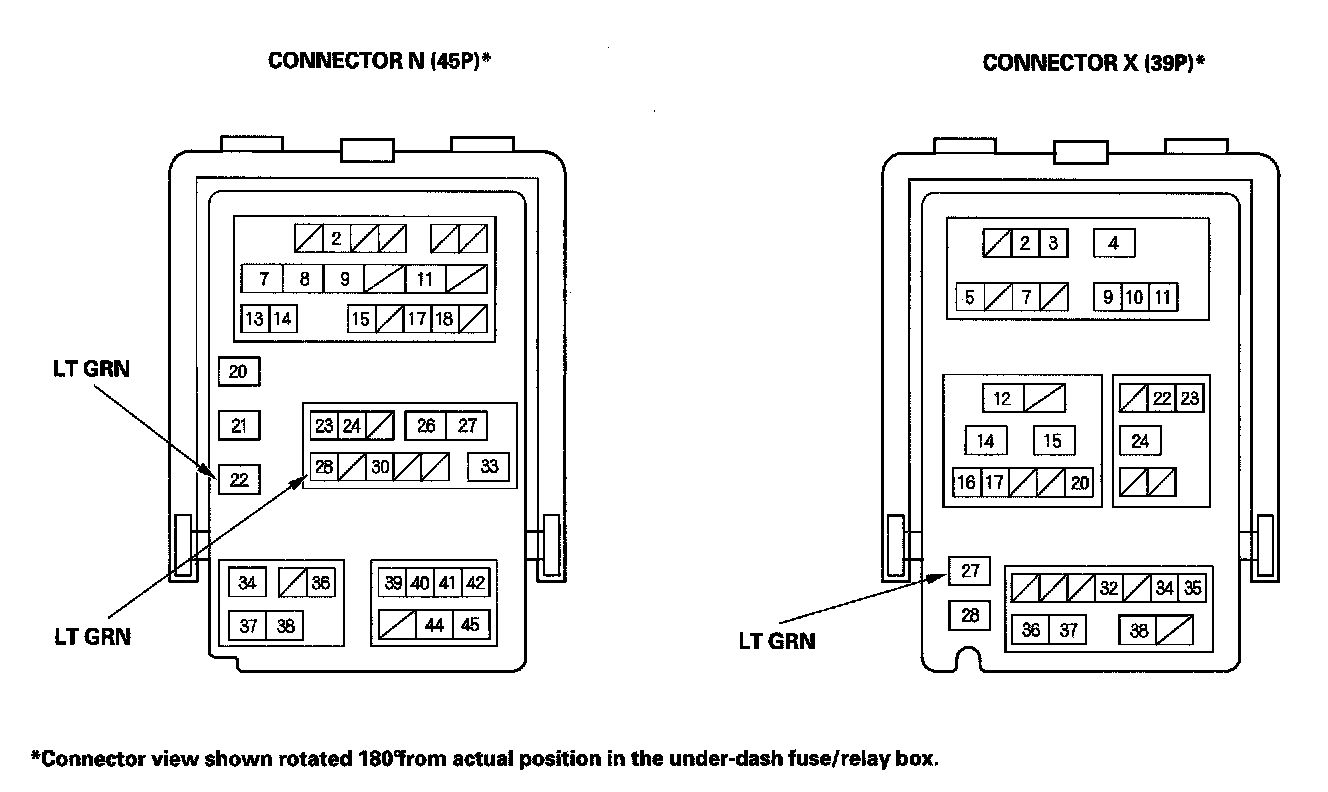 CONNECTOR N (45P)*
CONNECTOR X (39P)*
2
7 8 9 11
13 14 15 17 18
20
LT GRN
21
23 24 26 27
22
28 30 33
34 36 39 40 41 42
37 38 44 45
LT GRN
2 3 4
5 7 9 10 11
12 22 23
14 15 24
16 17 20
27
32 34 35
28
36 37 38
LT GRN
*Connector view shown rotated 180° from actual position in the under-dash fuse/relay box.